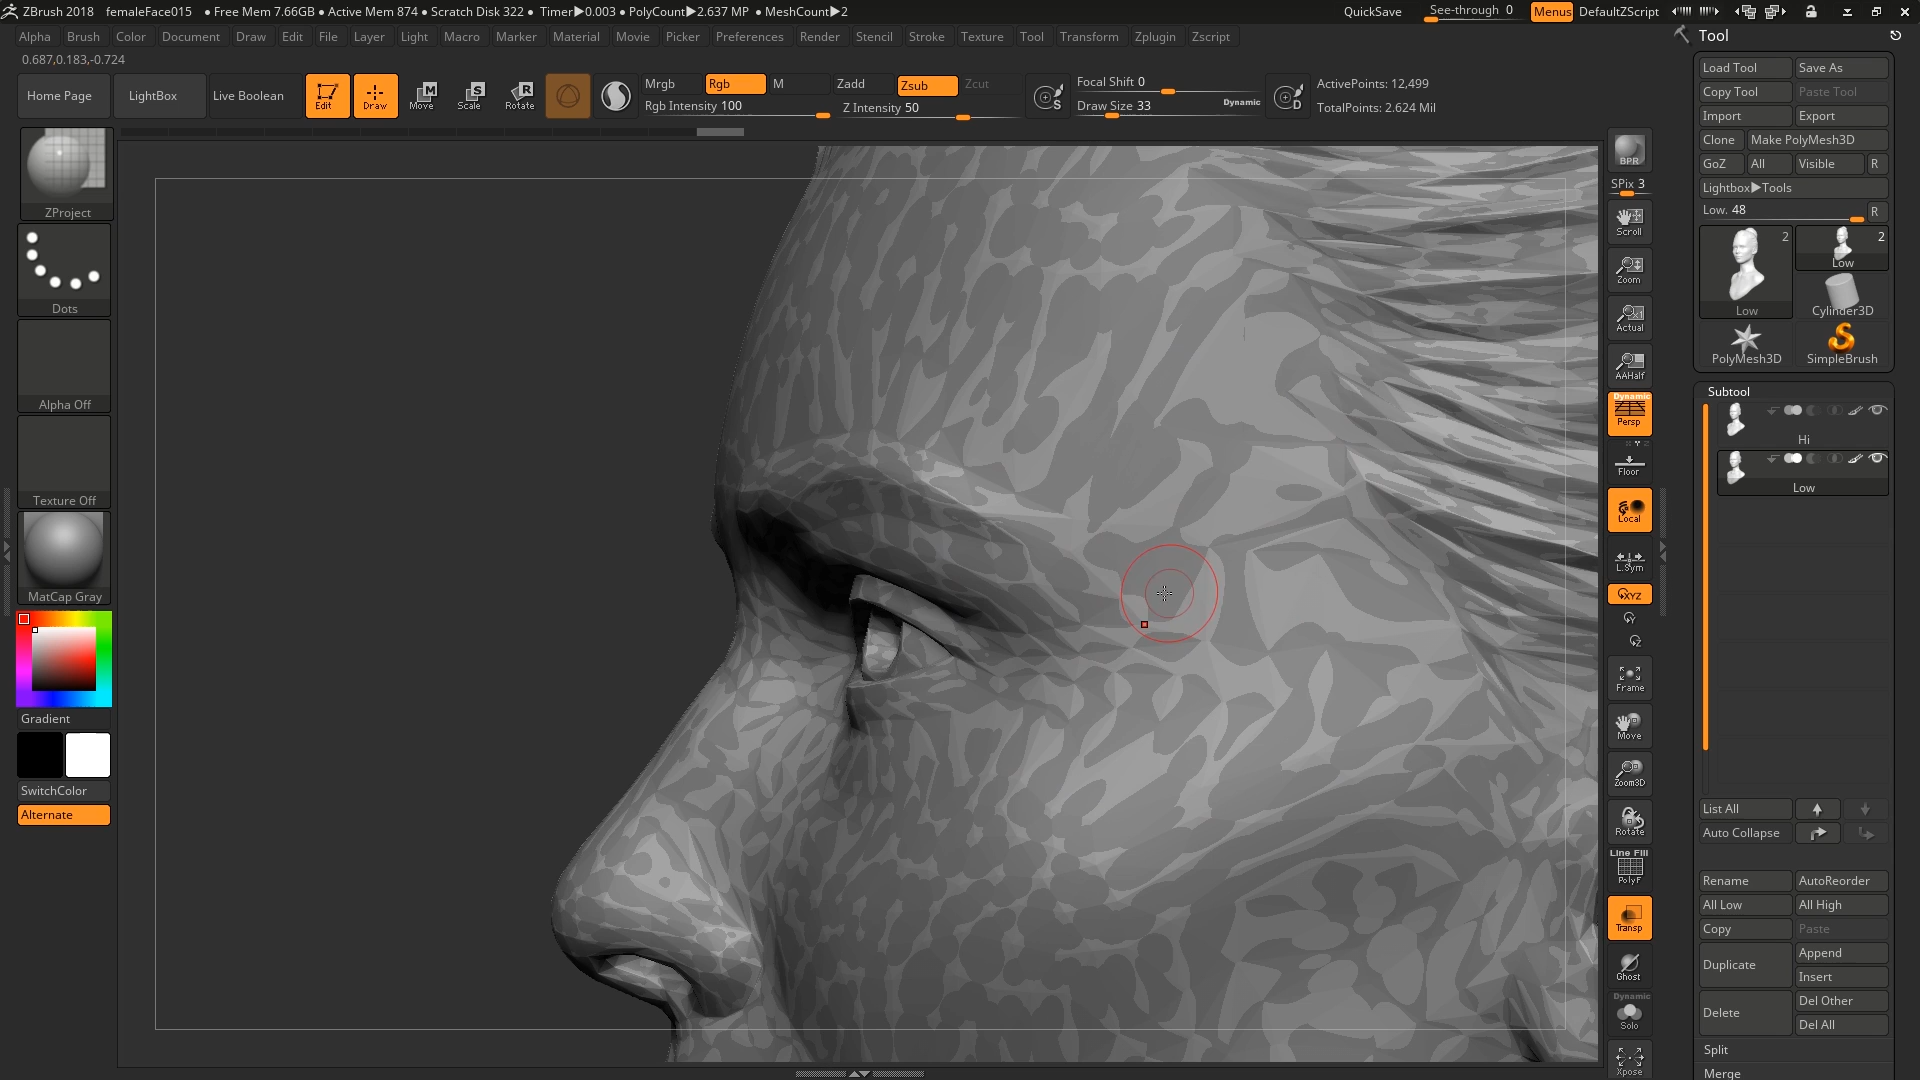 ZBrush 2018 femaleFace015 ● Free Mem 7.66GB ● Active Mem 874 ● Scratch Disk 322 ● Timer▶0.003 ● PolyCount▶2.637 MP ● MeshCount▶2 QuickSave See-through 0 Menus DefaultZScript
Alpha Brush Color Document Draw Edit File Layer Light Macro Marker Material Movie Picker Preferences Render Stencil Stroke Texture Tool Transform Zplugin Zscript
0.687,0.183,-0.724
Home Page LightBox Live Boolean Edit Draw Move Scale Rotate
Mrgb Rgb M Zadd Zsub Zcut
Rgb Intensity 100 Z Intensity 50
Focal Shift 0
Draw Size 33 Dynamic
ActivePoints: 12,499
TotalPoints: 2.624 Mil
ZProject
Dots
Alpha Off
Texture Off
MatCap Gray
Gradient
SwitchColor
Alternate
BPR
SPix 3
Scroll
Zoom
Actual
AAHalf
Dynamic
Persp
Floor
Local
L.Sym
XYZ
Frame
Move
Zoom3D
Rotate
Line Fill
PolyF
Transp
Ghost
Dynamic
Solo
Xpose
Tool
Load Tool Save As
Copy Tool Paste Tool
Import Export
Clone Make PolyMesh3D
GoZ All Visible R
Lightbox▶Tools
Low. 48 R
2 2
Low
Low Cylinder3D
PolyMesh3D SimpleBrush
Subtool
Hi
Low
List All
Auto Collapse
Rename AutoReorder
All Low All High
Copy Paste
Duplicate Append
Insert
Delete Del Other
Del All
Split
Merge